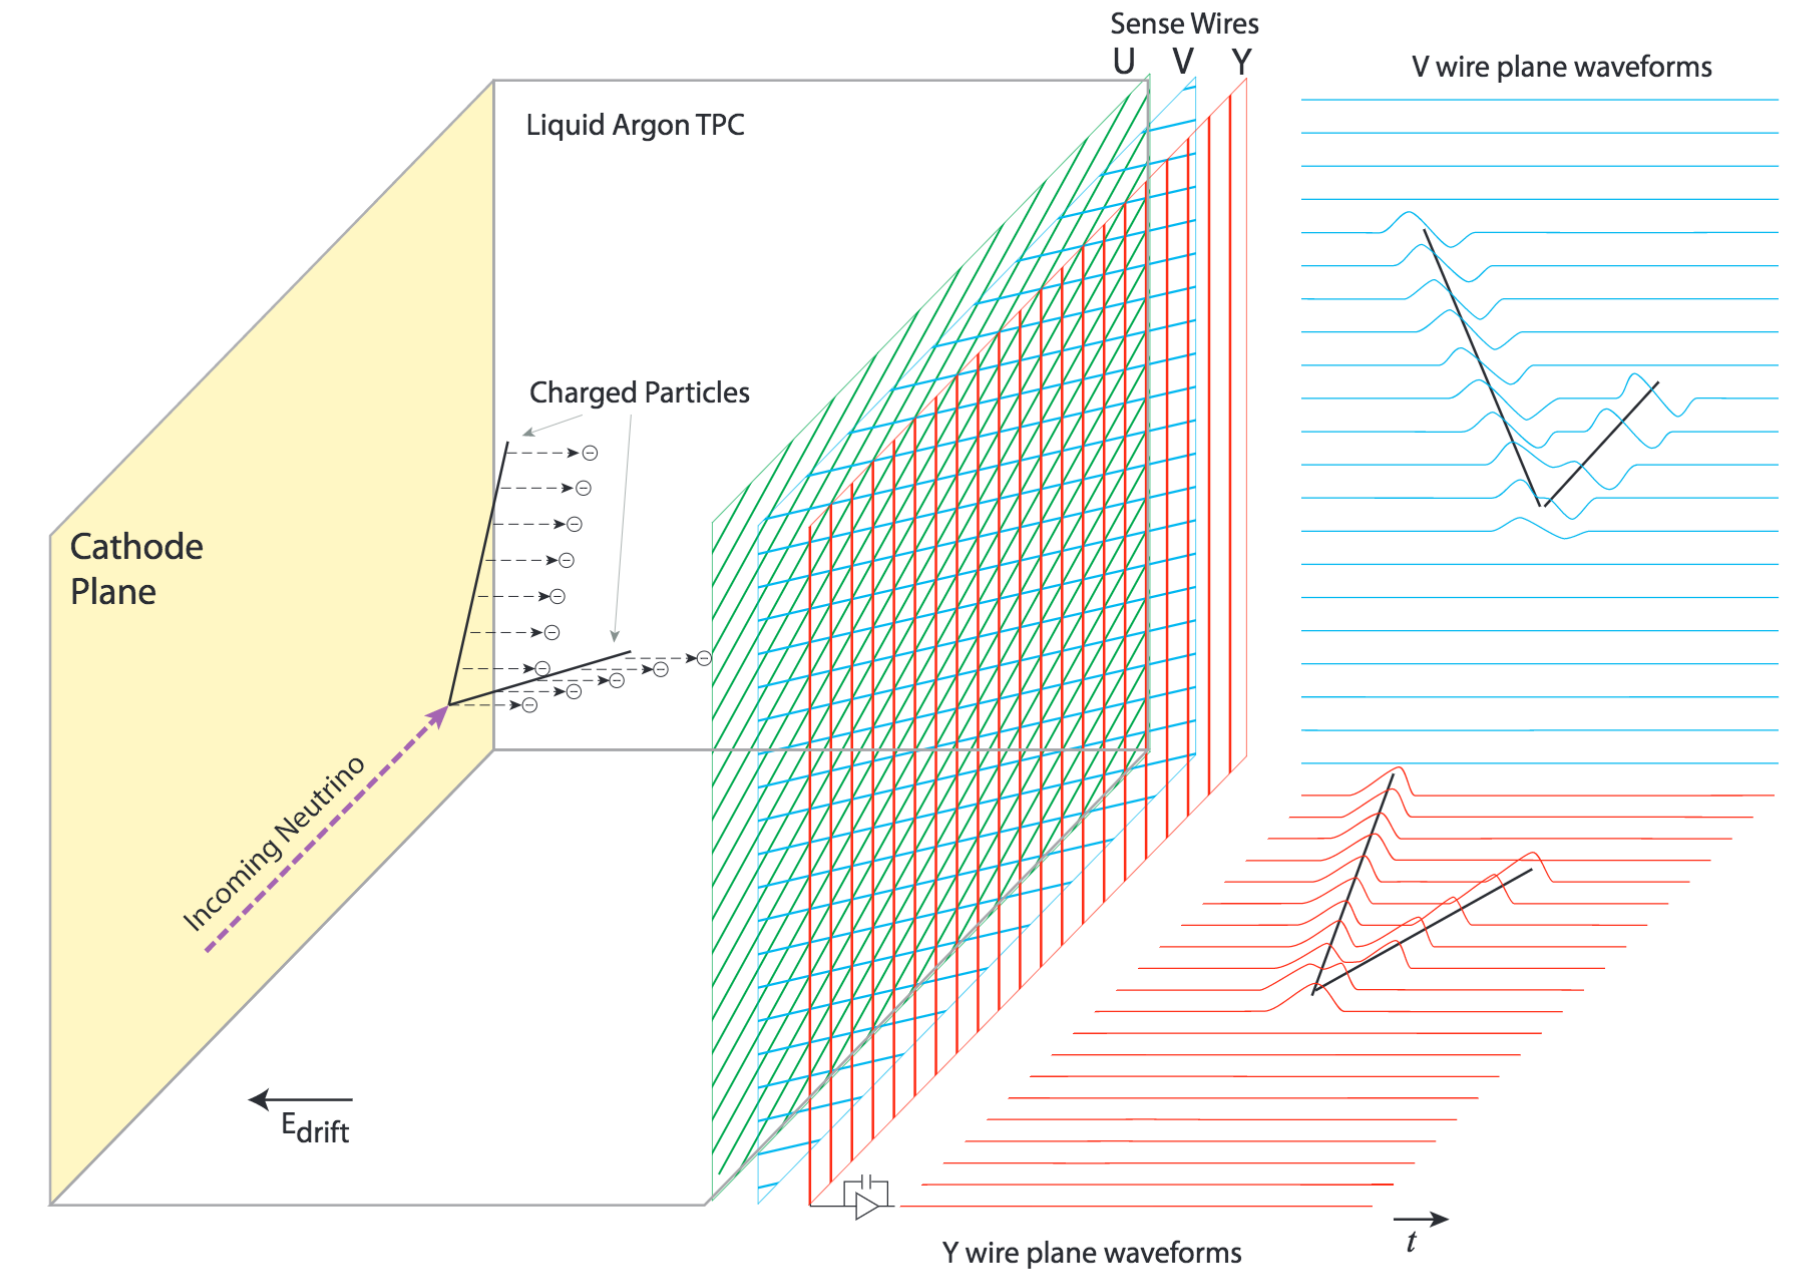 Sense Wires
U V Y
V wire plane waveforms
Liquid Argon TPC
Charged Particles
Cathode
Plane
Incoming Neutrino
Edrift
t
Y wire plane waveforms